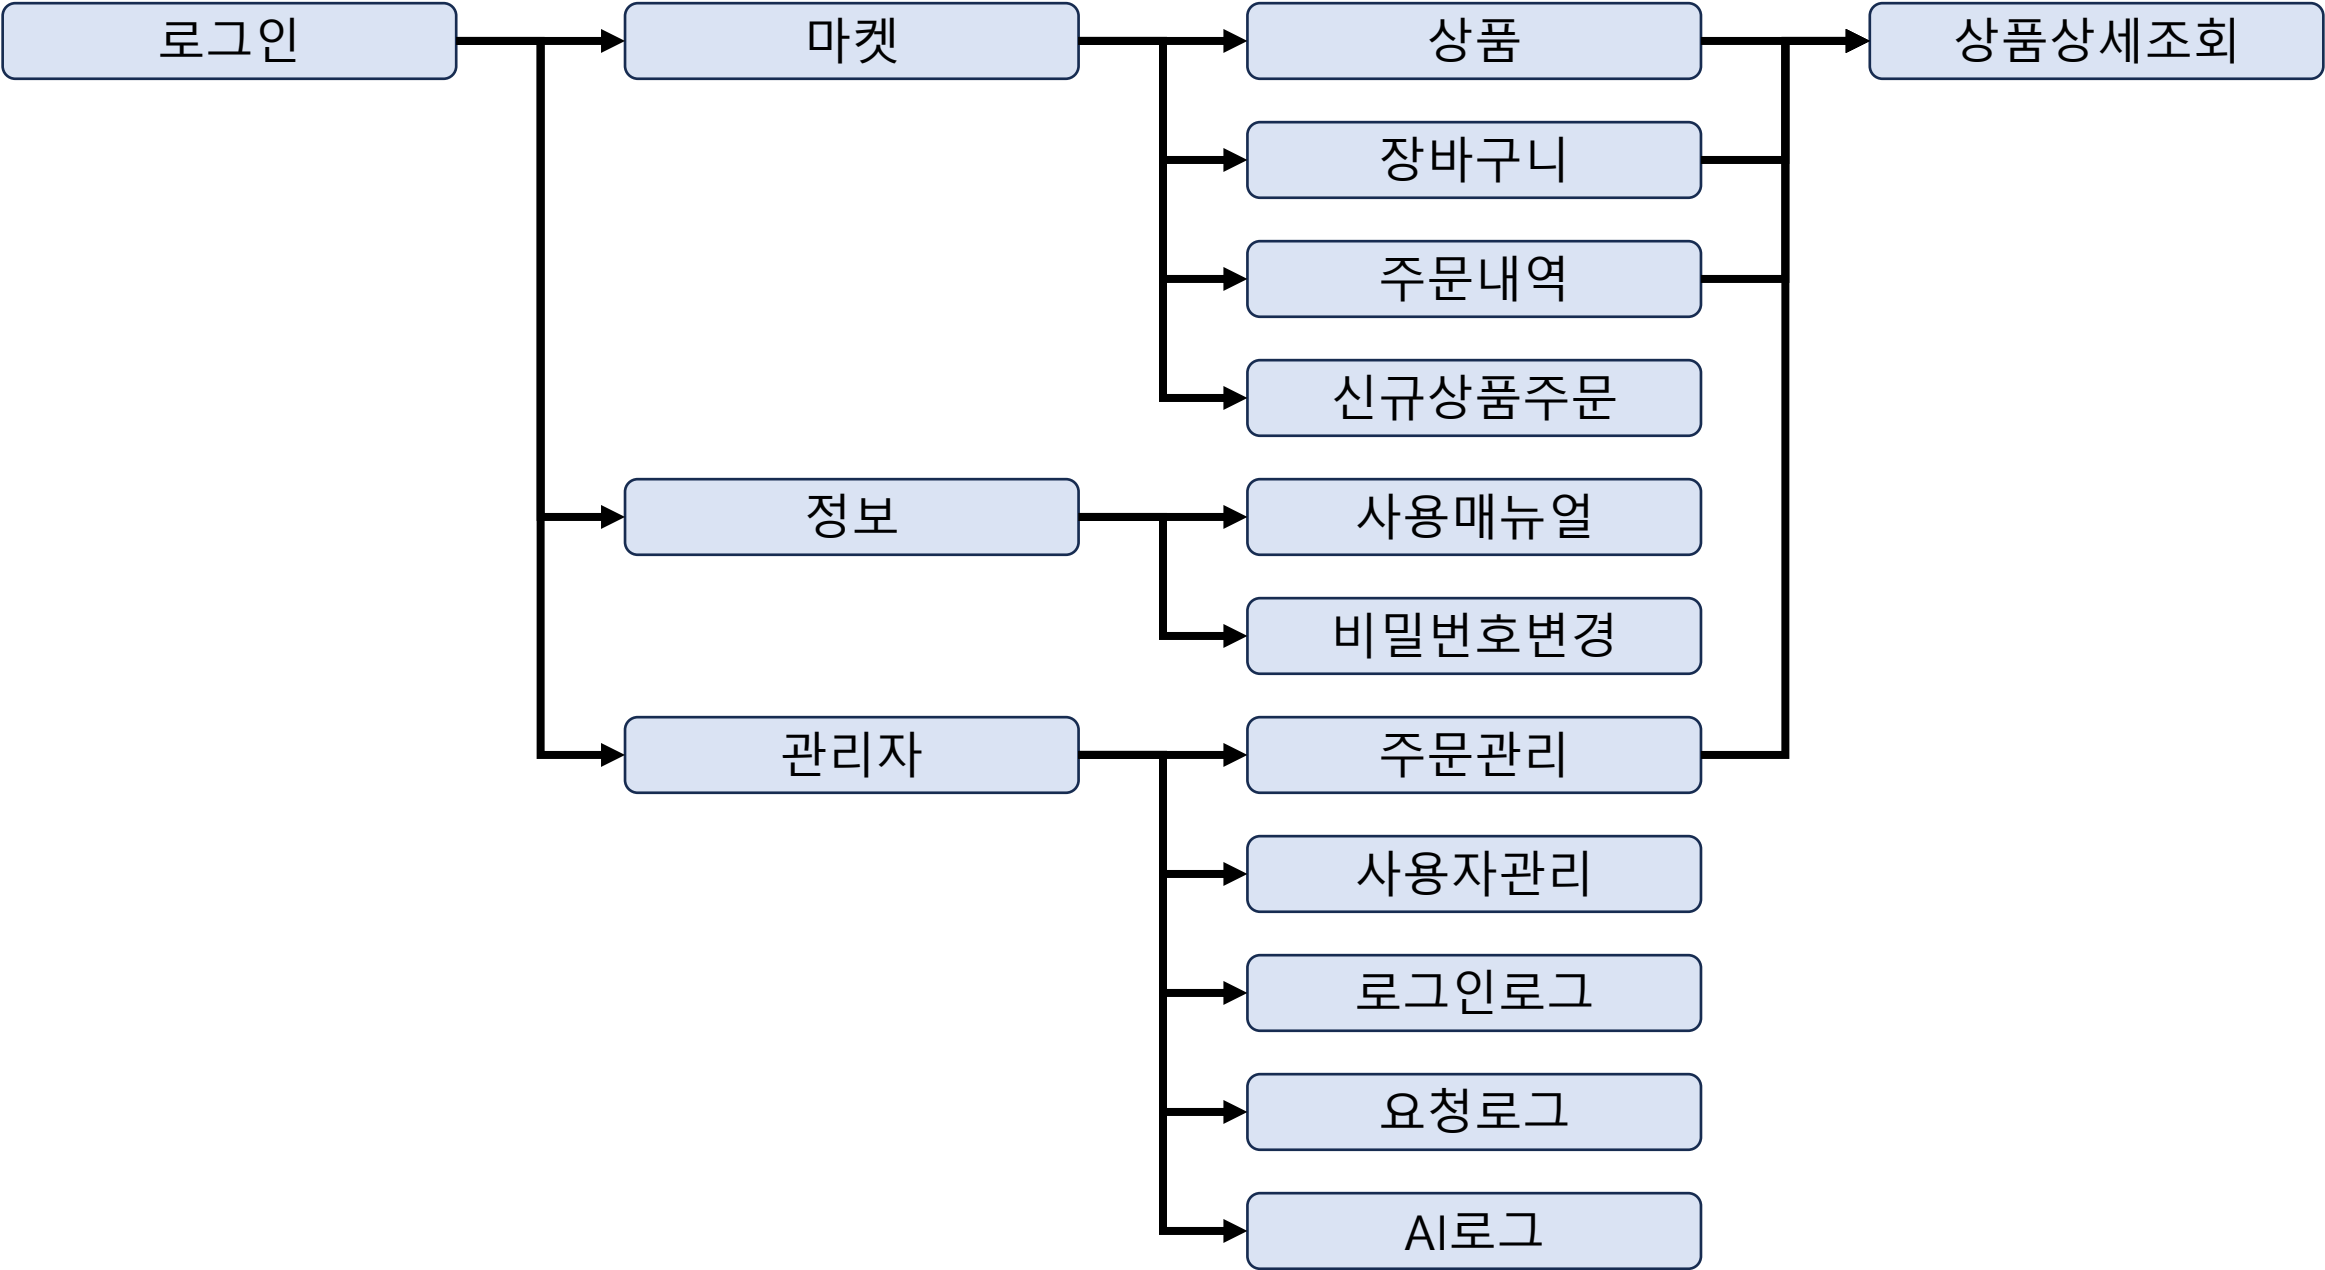 로그인
마켓
상품
상품상세조회
장바구니
주문내역
신규상품주문
정보
사용매뉴얼
비밀번호변경
관리자
주문관리
사용자관리
로그인로그
요청로그
AI로그